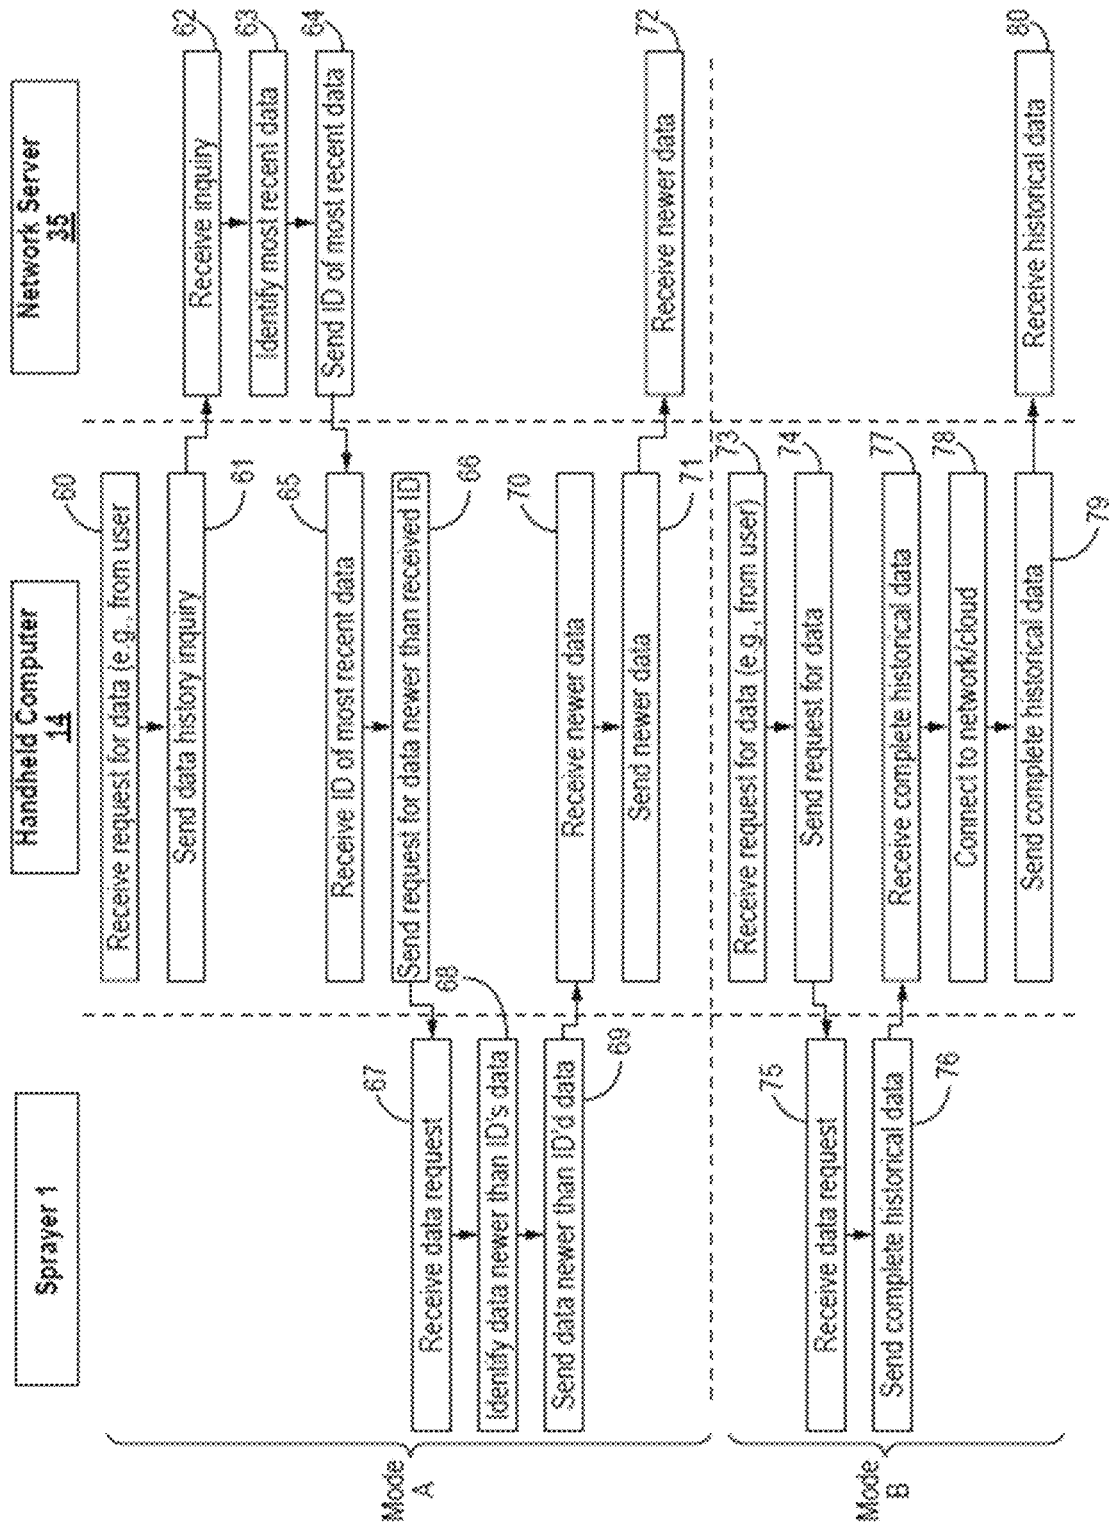 Sprayer 1
Handheld Computer
14
Network Server
35
Mode
A
Receive request for data (e.g., from user
60
Send data history inquiry
61
Receive inquiry
62
Identify most recent data
63
Send ID of most recent data
64
Receive ID of most recent data
65
Send request for data newer than received ID
66
Receive data request
67
Identify data newer than ID's data
68
Send data newer than ID'd data
69
Receive newer data
70
Send newer data
71
Receive newer data
72
Mode
B
Receive request for data (e.g., from user)
73
Send request for data
74
Receive data request
75
Send complete historical data
76
Receive complete historical data
77
Connect to network/cloud
78
Send complete historical data
79
Receive historical data
80